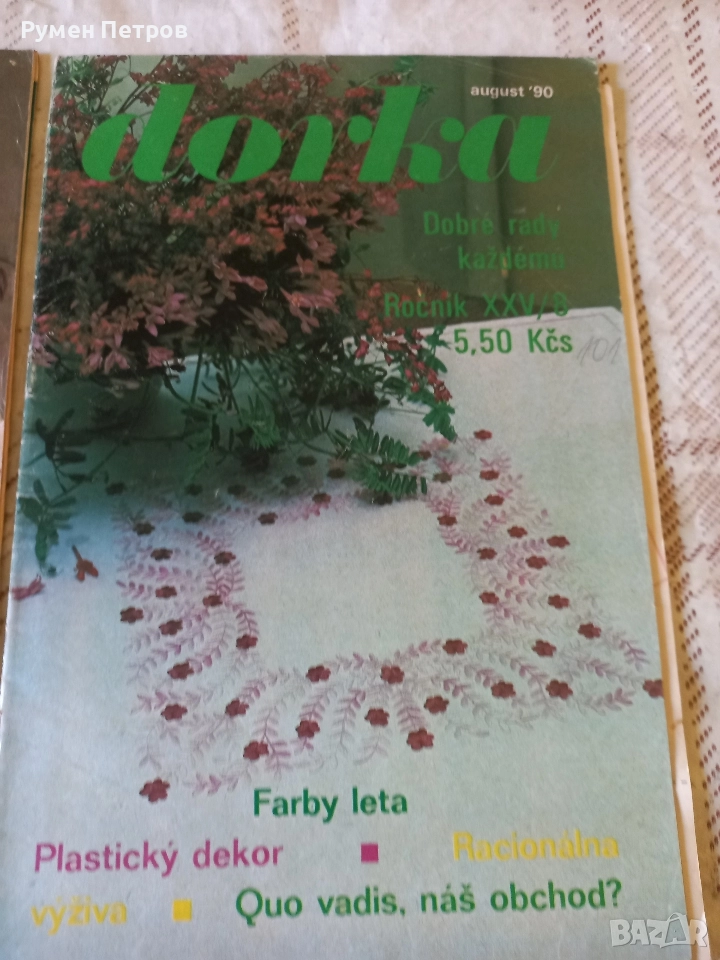 Румен Петров
august '90
dorka
Dobré rady
každému
Ročník XXV/8
5,50 Kčs
101
Farby leta
Plastický dekor ■ Racionálna
výživa ■ Quo vadis, náš obchod?
BAZAR